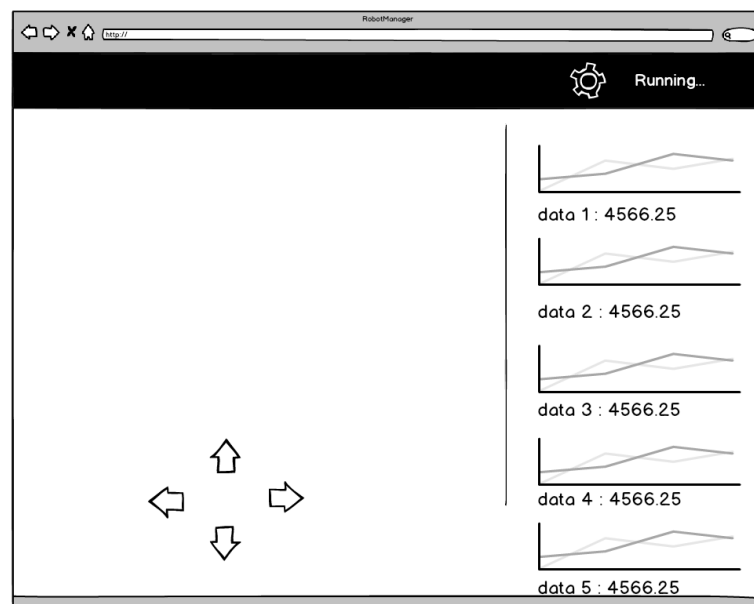 RobotManager
http://
Running...
data 1 : 4566.25
data 2 : 4566.25
data 3 : 4566.25
data 4 : 4566.25
data 5 : 4566.25